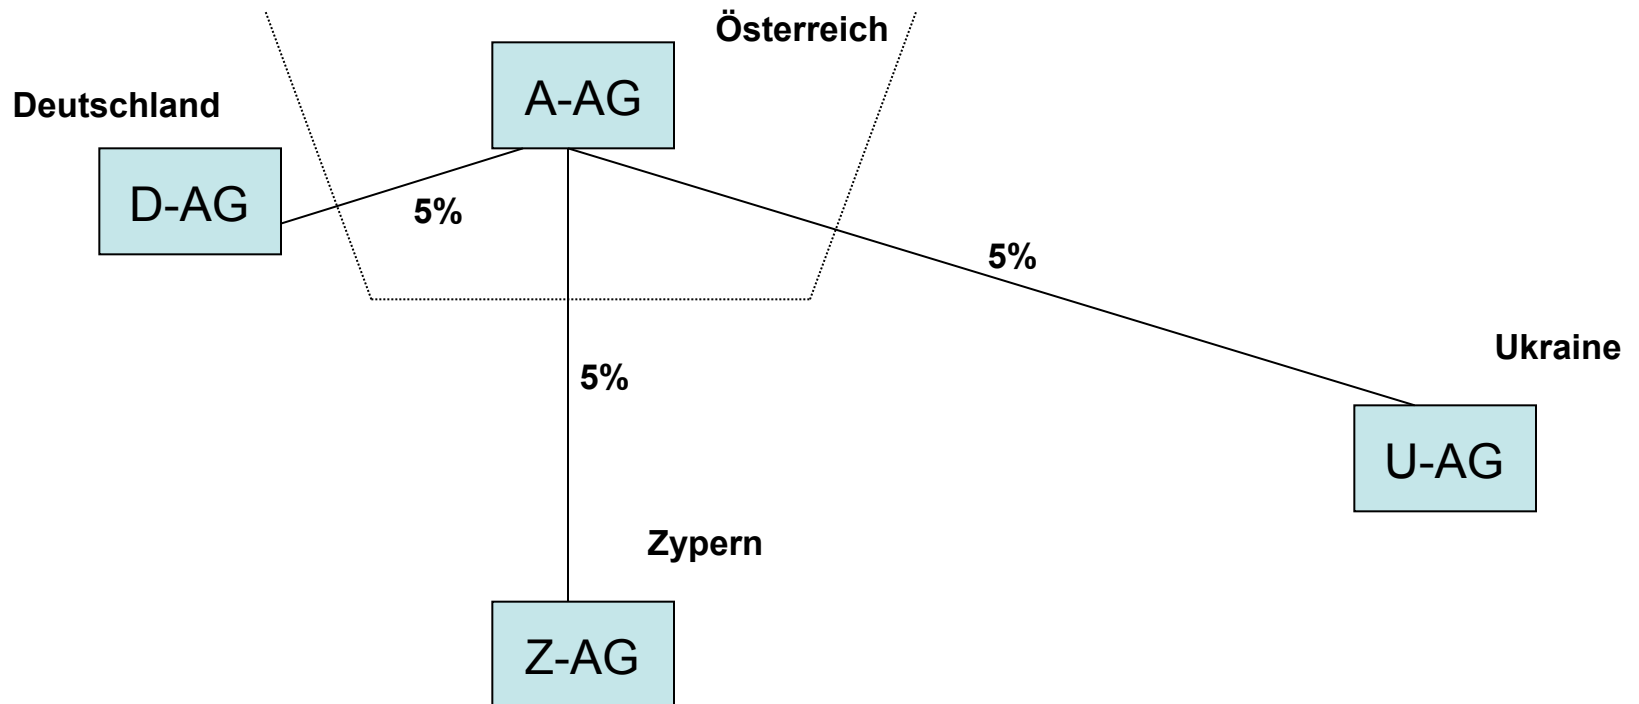 Österreich
A-AG
Deutschland
D-AG
5%
5%
Ukraine
5%
U-AG
Zypern
Z-AG